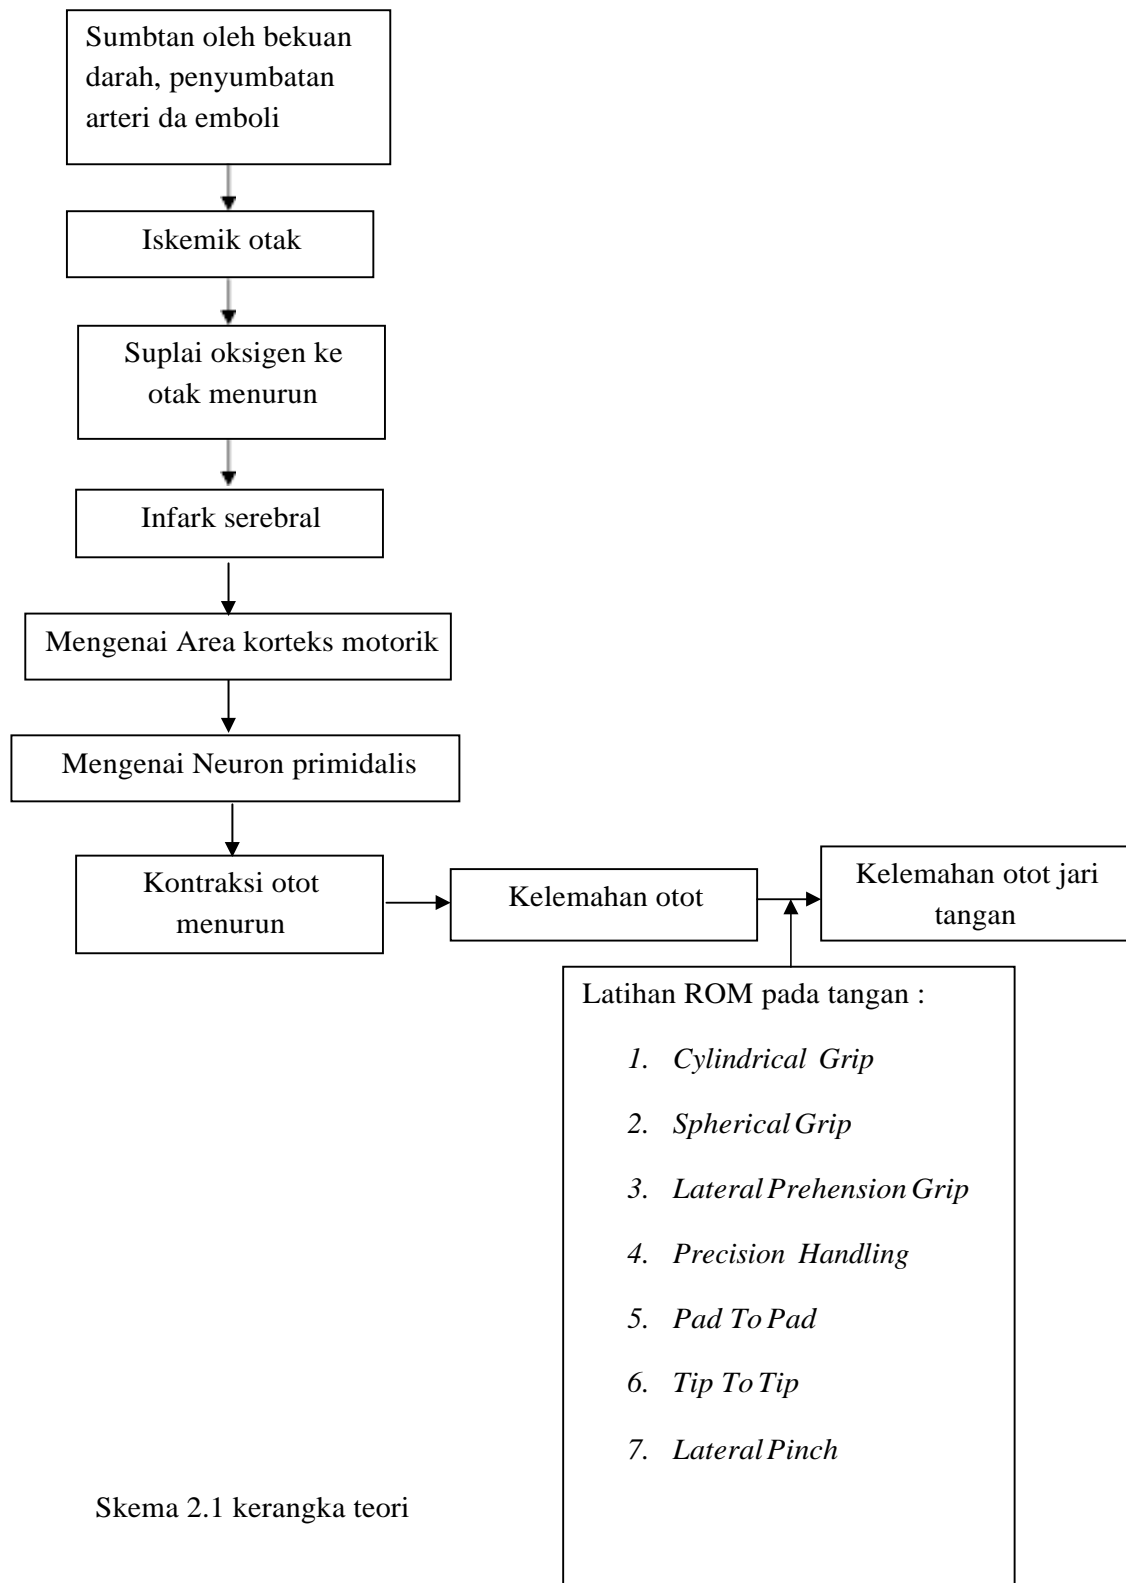 Sumbtan oleh bekuan
darah, penyumbatan
arteri da emboli
Iskemik otak
Suplai oksigen ke
otak menurun
Infark serebral
Mengenai Area korteks motorik
Mengenai Neuron primidalis
Kontraksi otot
menurun
Kelemahan otot
Kelemahan otot jari
tangan
Latihan ROM pada tangan :
1. Cylindrical Grip
2. Spherical Grip
3. Lateral Prehension Grip
4. Precision Handling
5. Pad To Pad
6. Tip To Tip
7. Lateral Pinch
Skema 2.1 kerangka teori